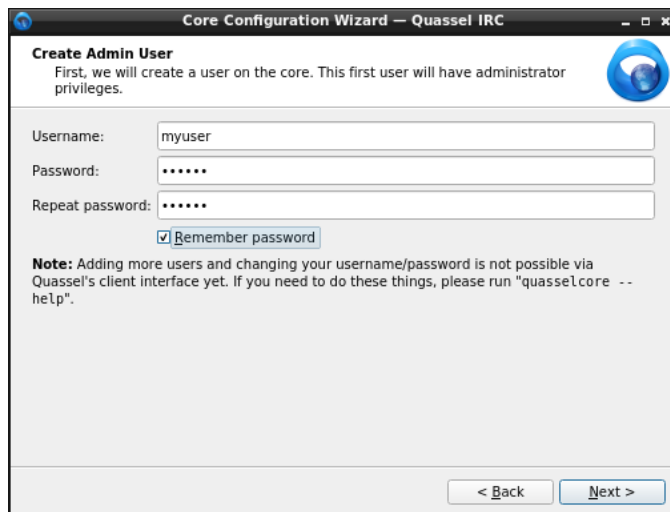 Core Configuration Wizard — Quassel IRC
Create Admin User
First, we will create a user on the core. This first user will have administrator
privileges.
Username: myuser
Password: ••••••
Repeat password: ••••••
Remember password
Note: Adding more users and changing your username/password is not possible via
Quassel's client interface yet. If you need to do these things, please run "quasselcore --
help".
< Back Next >